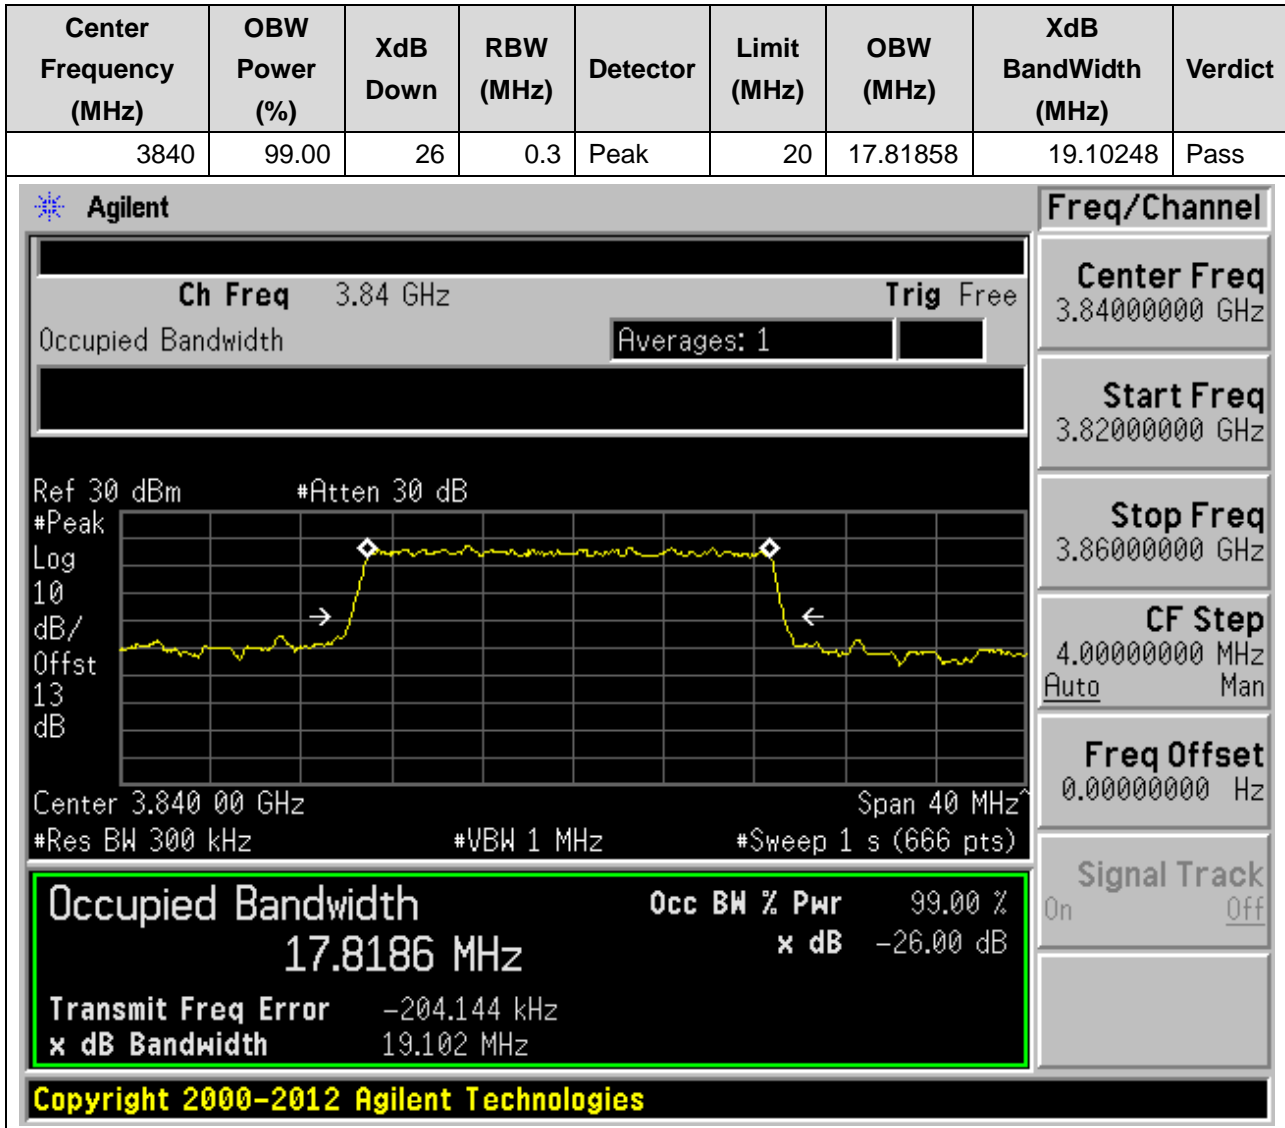 Center Frequency (MHz) OBW Power (%) XdB Down RBW (MHz) Detector Limit (MHz) OBW (MHz) XdB BandWidth (MHz) Verdict
3840 99.00 26 0.3 Peak 20 17.81858 19.10248 Pass
Agilent
Freq/Channel
Ch Freq 3.84 GHz Trig Free
Occupied Bandwidth Averages: 1
Center Freq
3.84000000 GHz
Start Freq
3.82000000 GHz
Stop Freq
3.86000000 GHz
CF Step
4.00000000 MHz
Auto Man
Freq Offset
0.00000000 Hz
Signal Track
On Off
Ref 30 dBm #Atten 30 dB
#Peak
Log
10
dB/
Offst
13
dB
Center 3.840 00 GHz Span 40 MHz^
#Res BW 300 kHz #VBW 1 MHz #Sweep 1 s (666 pts)
Occupied Bandwidth
17.8186 MHz
Occ BW % Pwr 99.00 %
x dB -26.00 dB
Transmit Freq Error -204.144 kHz
x dB Bandwidth 19.102 MHz
Copyright 2000-2012 Agilent Technologies